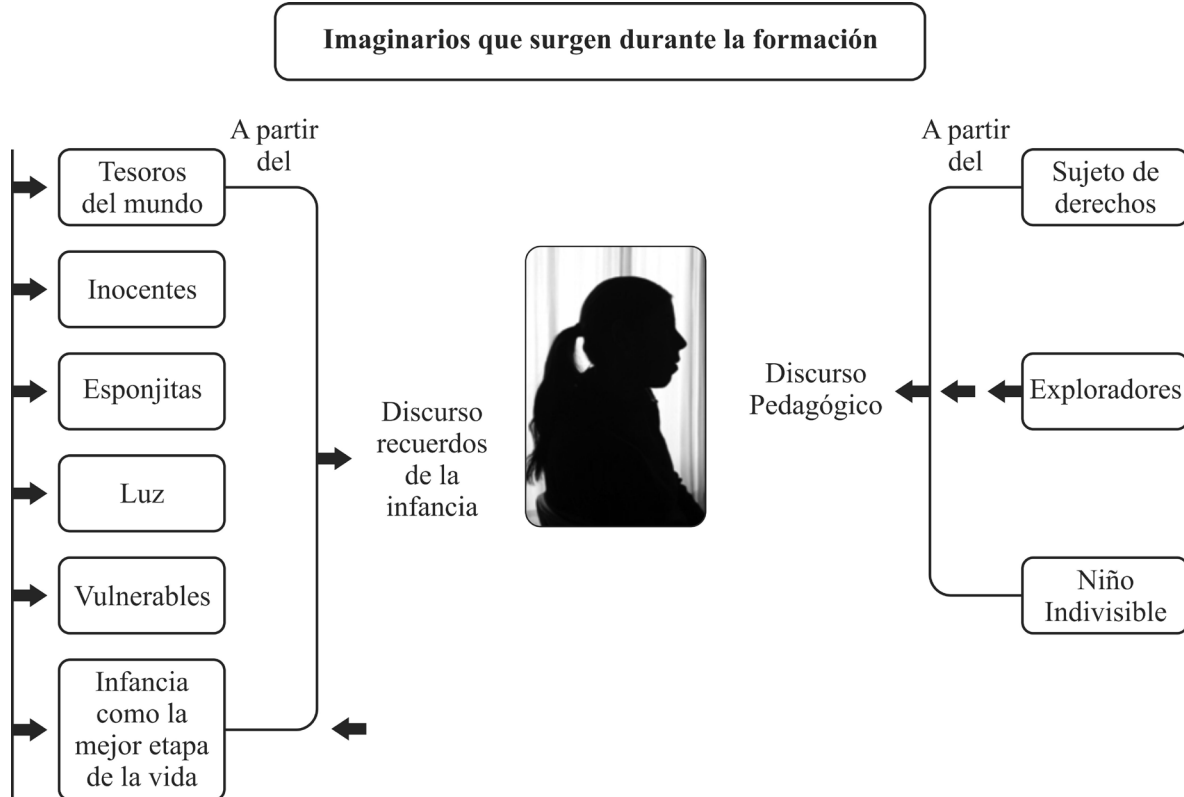 Imaginarios que surgen durante la formación
A partir
del
Tesoros
del mundo
Inocentes
Esponjitas
Luz
Vulnerables
Infancia
como la
mejor etapa
de la vida
Discurso
recuerdos
de la
infancia
Discurso
Pedagógico
A partir
del
Sujeto de
derechos
Exploradores
Niño
Indivisible